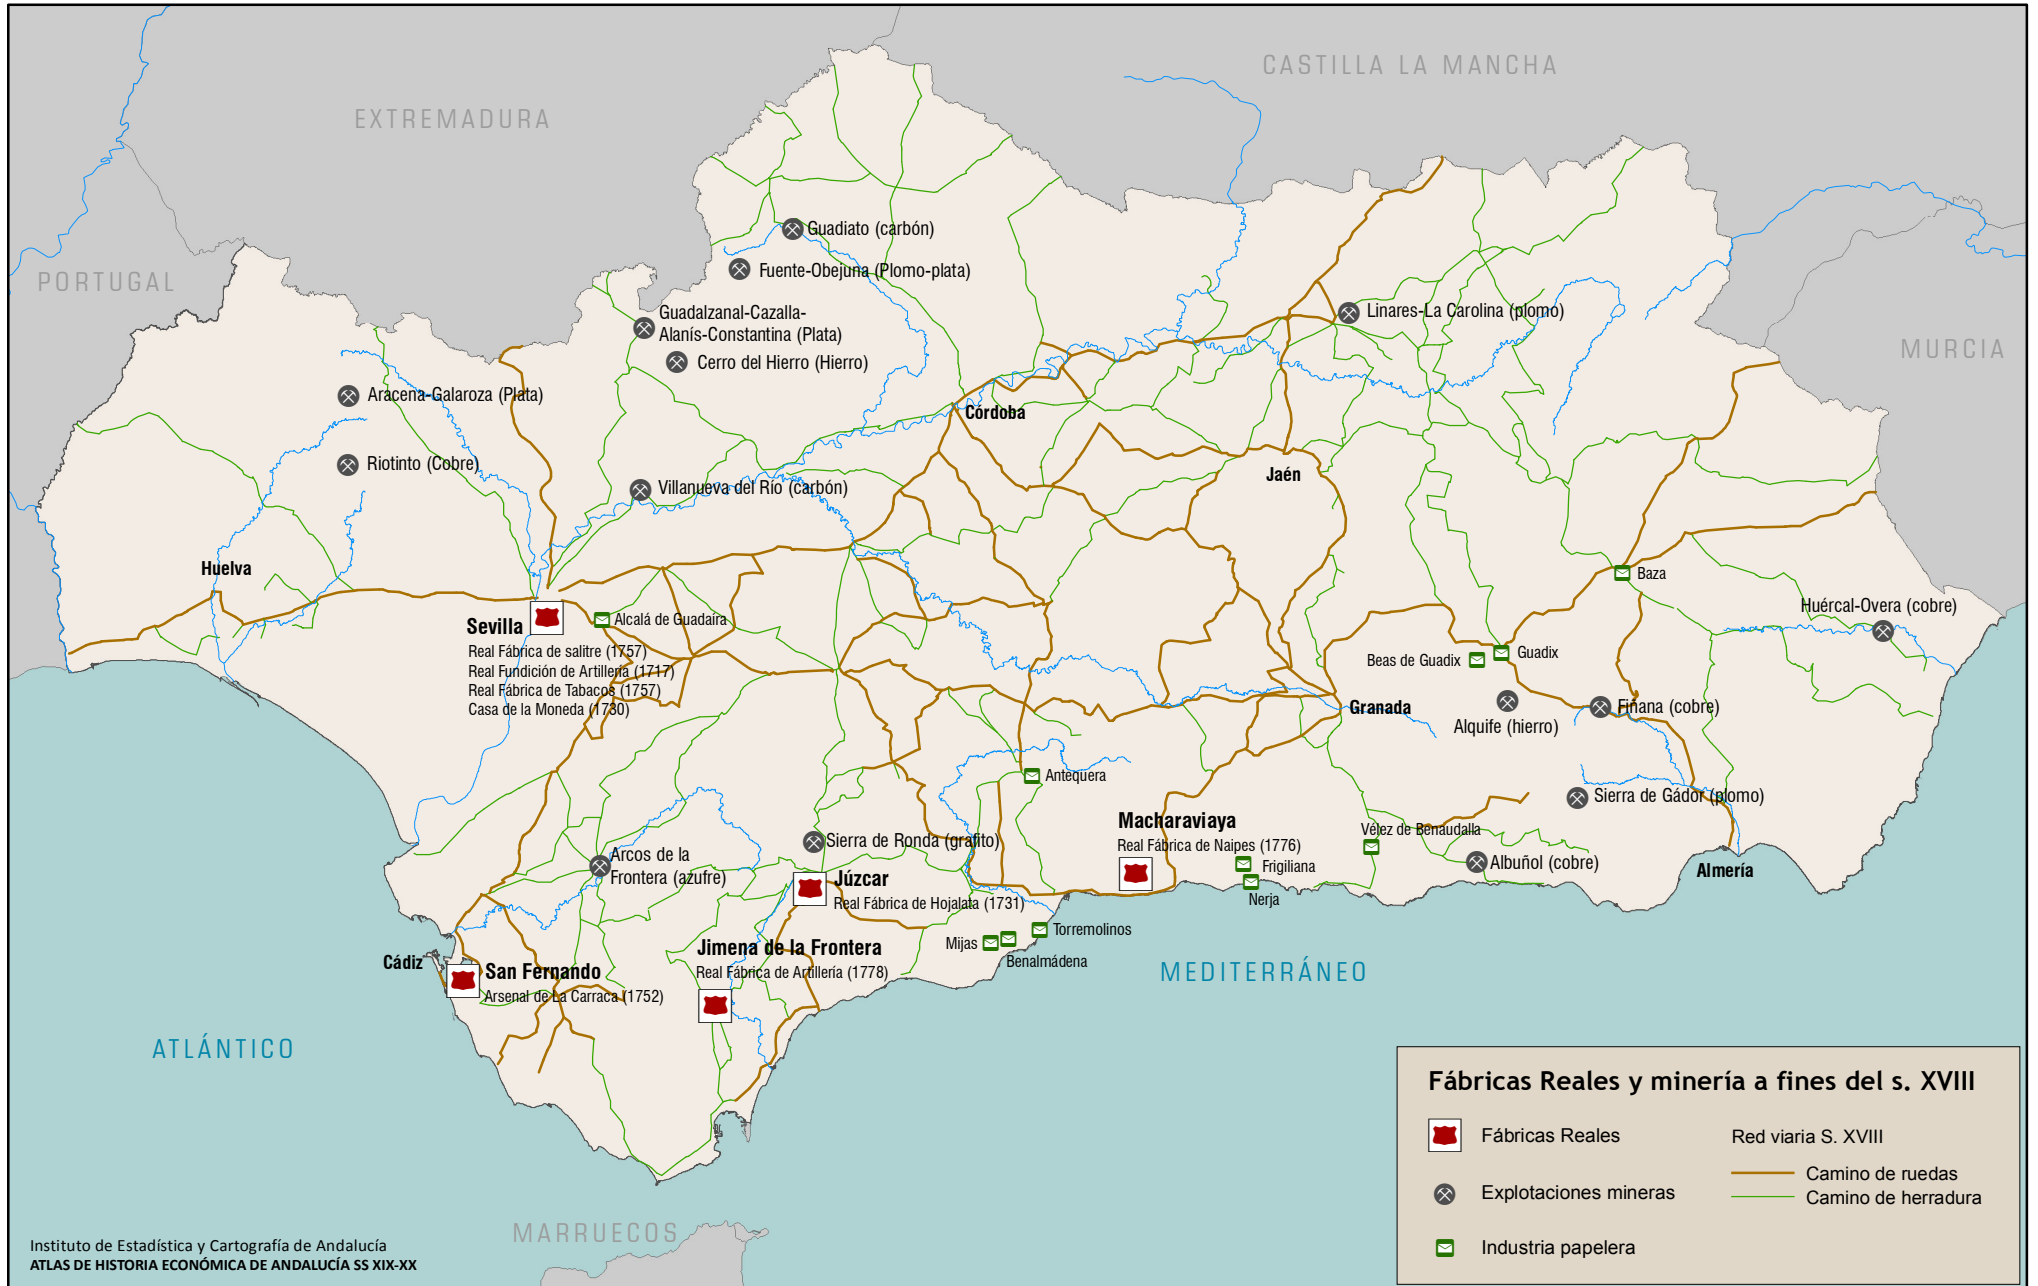 CASTILLA LA MANCHA
EXTREMADURA
PORTUGAL
MURCIA
Guadiato (carbón)
Fuente-Obejuna (Plomo-plata)
Guadalzanal-Cazalla-
Alanís-Constantina (Plata)
Cerro del Hierro (Hierro)
Linares-La Carolina (plomo)
Aracena-Galaroza (Plata)
Córdoba
Riotinto (Cobre)
Jaén
Villanueva del Río (carbón)
Huelva
Baza
Huércal-Overa (cobre)
Sevilla
Real Fábrica de salitre (1757)
Real Fundición de Artillería (1717)
Real Fábrica de Tabacos (1757)
Casa de la Moneda (1730)
Alcalá de Guadaíra
Beas de Guadix
Guadix
Granada
Alquife (hierro)
Fiñana (cobre)
Antequera
Sierra de Gádor (plomo)
Macharaviaya
Real Fábrica de Naipes (1776)
Vélez de Benaudalla
Sierra de Ronda (grafito)
Arcos de la
Frontera (azufre)
Frigiliana
Nerja
Albuñol (cobre)
Almería
Júzcar
Real Fábrica de Hojalata (1731)
Torremolinos
Mijas
Benalmádena
Jimena de la Frontera
Real Fábrica de Artillería (1778)
Cádiz
San Fernando
Arsenal de La Carraca (1752)
MEDITERRÁNEO
ATLÁNTICO
MARRUECOS
Fábricas Reales y minería a fines del s. XVIII
Fábricas Reales
Explotaciones mineras
Industria papelera
Red viaria S. XVIII
Camino de ruedas
Camino de herradura
Instituto de Estadística y Cartografía de Andalucía
ATLAS DE HISTORIA ECONÓMICA DE ANDALUCÍA SS XIX-XX